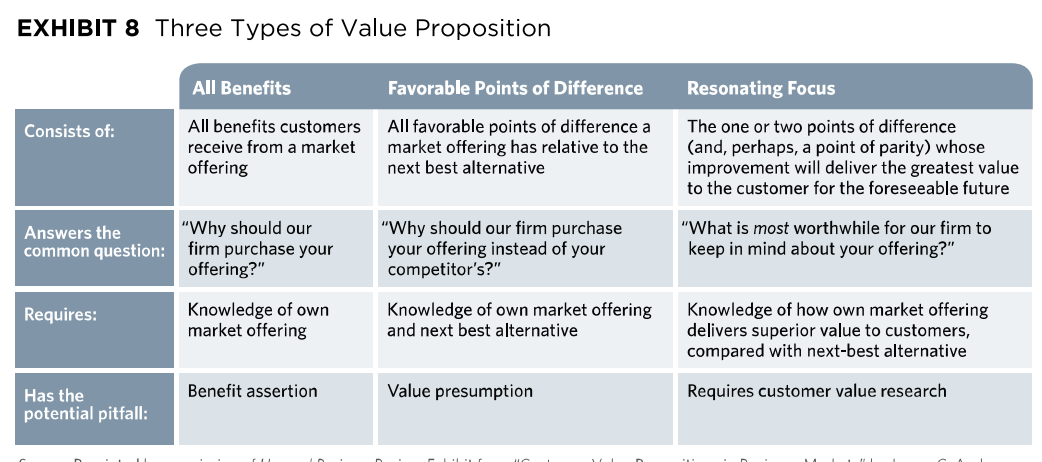 EXHIBIT 8 Three Types of Value Proposition
All Benefits
Favorable Points of Difference
Resonating Focus
Consists of:
All benefits customers
receive from a market
offering
All favorable points of difference a
market offering has relative to the
next best alternative
The one or two points of difference
(and, perhaps, a point of parity) whose
improvement will deliver the greatest value
to the customer for the foreseeable future
Answers the
common question:
“Why should our
firm purchase your
offering?”
“Why should our firm purchase
your offering instead of your
competitor’s?”
“What is most worthwhile for our firm to
keep in mind about your offering?”
Requires:
Knowledge of own
market offering
Knowledge of own market offering
and next best alternative
Knowledge of how own market offering
delivers superior value to customers,
compared with next-best alternative
Has the
potential pitfall:
Benefit assertion
Value presumption
Requires customer value research